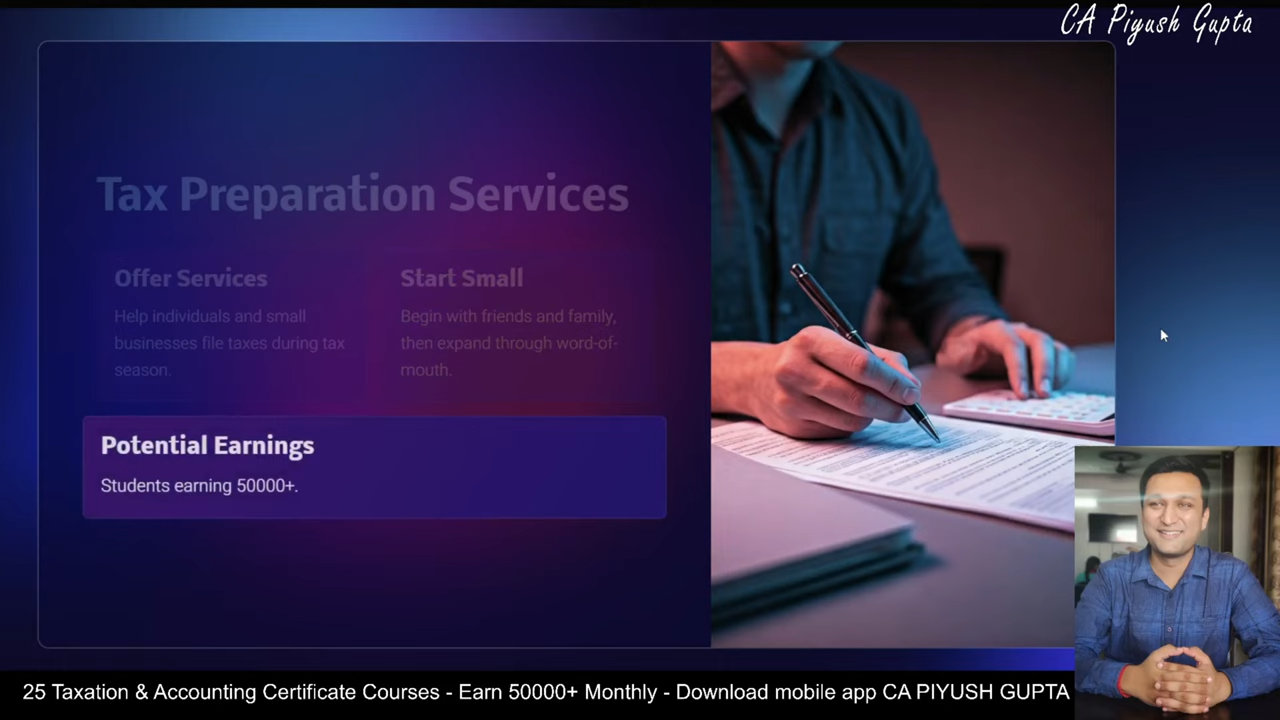 CA Piyush Gupta
Tax Preparation Services
Offer Services
Help individuals and small
businesses file taxes during tax
season.
Start Small
Begin with friends and family,
then expand through word-of-
mouth.
Potential Earnings
Students earning 50000+.
25 Taxation & Accounting Certificate Courses - Earn 50000+ Monthly - Download mobile app CA PIYUSH GUPTA